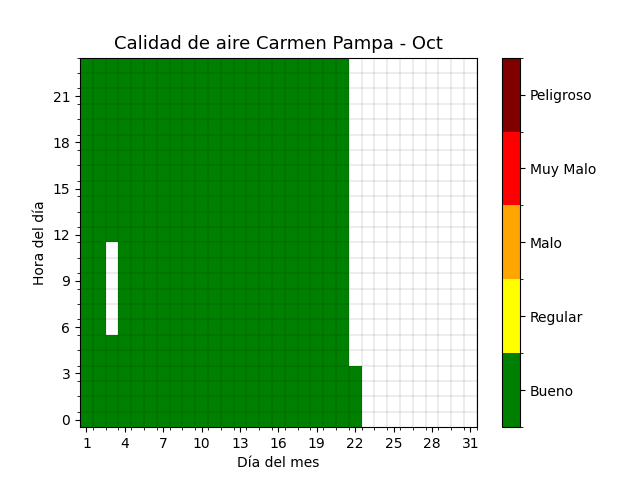 Calidad de aire Carmen Pampa - Oct
Hora del día
21
18
15
12
9
6
3
0
1 4 7 10 13 16 19 22 25 28 31
Día del mes
Peligroso
Muy Malo
Malo
Regular
Bueno